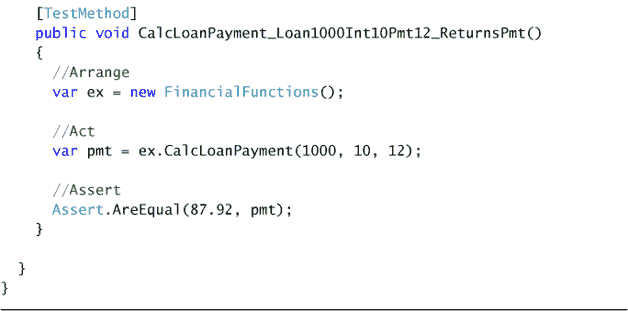 [TestMethod]
public void CalcLoanPayment_Loan1000Int10Pmt12_ReturnsPmt()
{
//Arrange
var ex = new FinancialFunctions();
//Act
var pmt = ex.CalcLoanPayment(1000, 10, 12);
//Assert
Assert.AreEqual(87.92, pmt);
}
}
}